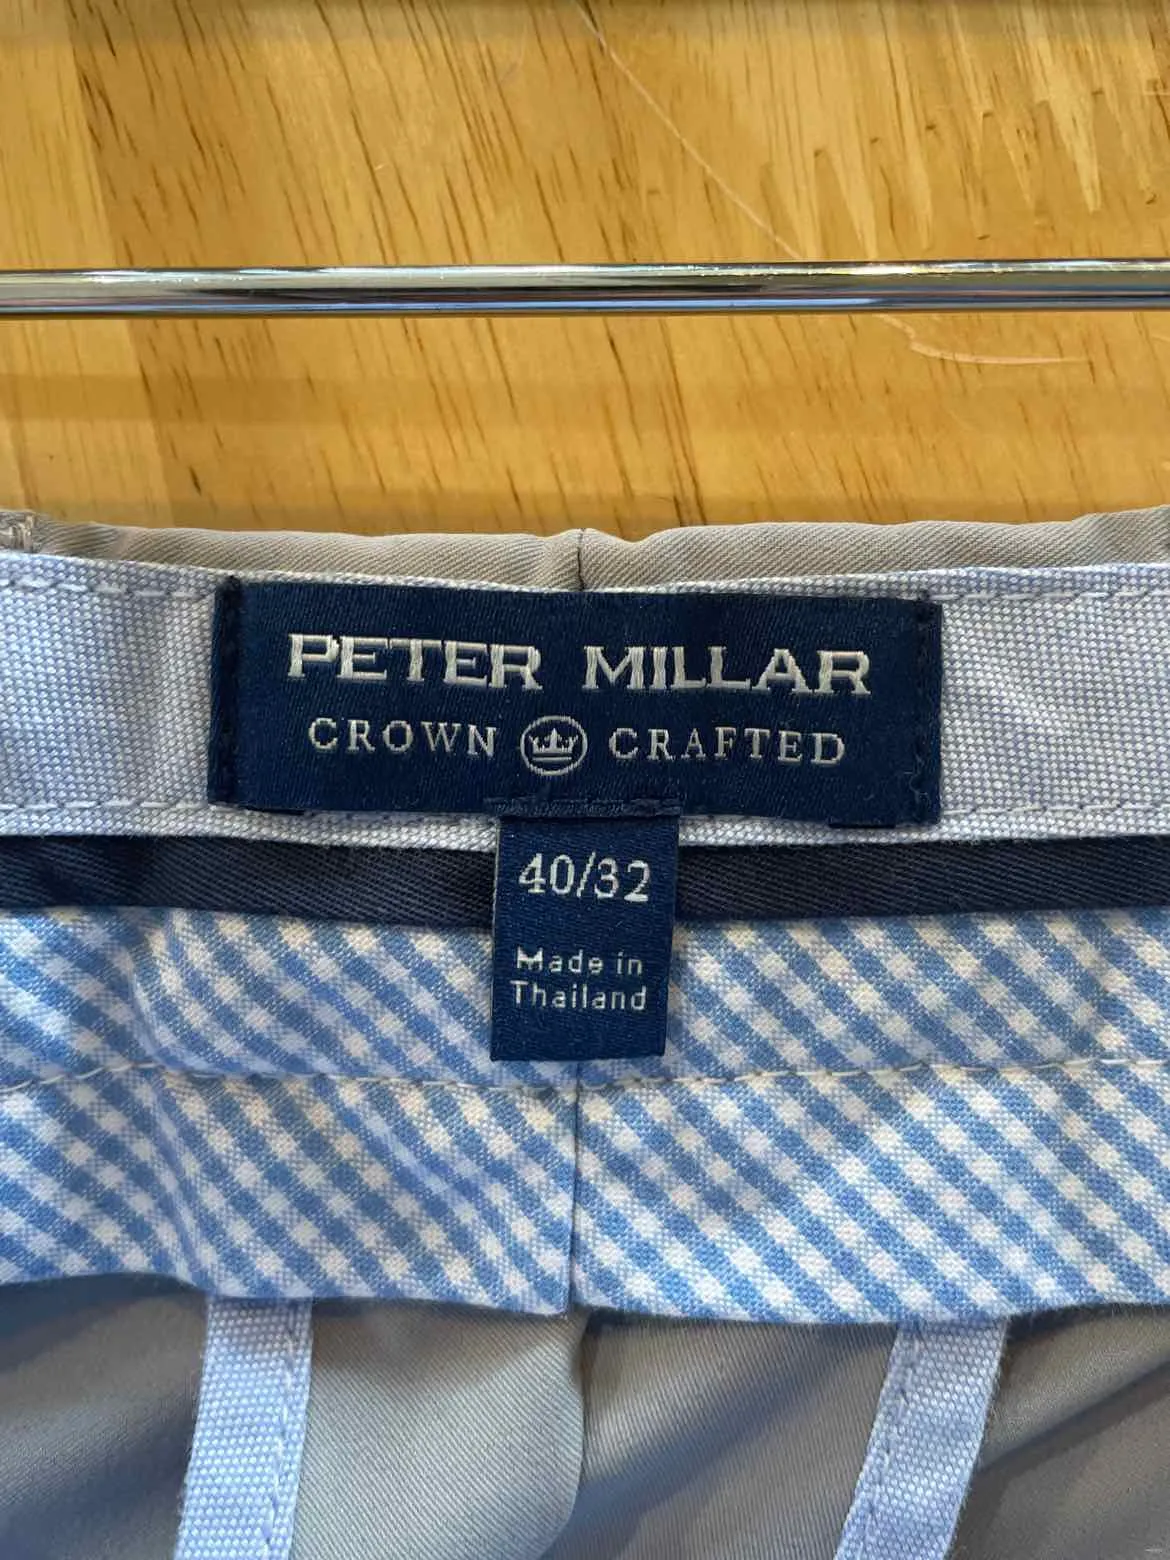 PETER MILLAR
CROWN CRAFTED
40/32
Made in
Thailand